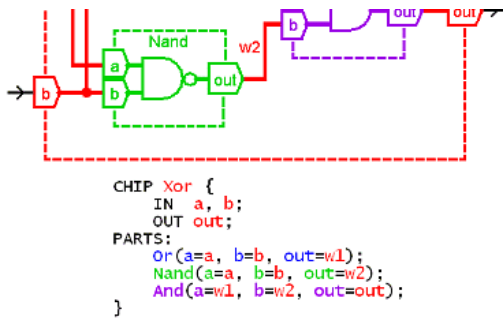 b out out
Nand
w2
a
out
b b
CHIP Xor {
IN a, b;
OUT out;
PARTS:
Or(a=a, b=b, out=w1);
Nand(a=a, b=b, out=w2);
And(a=w1, b=w2, out=out);
}